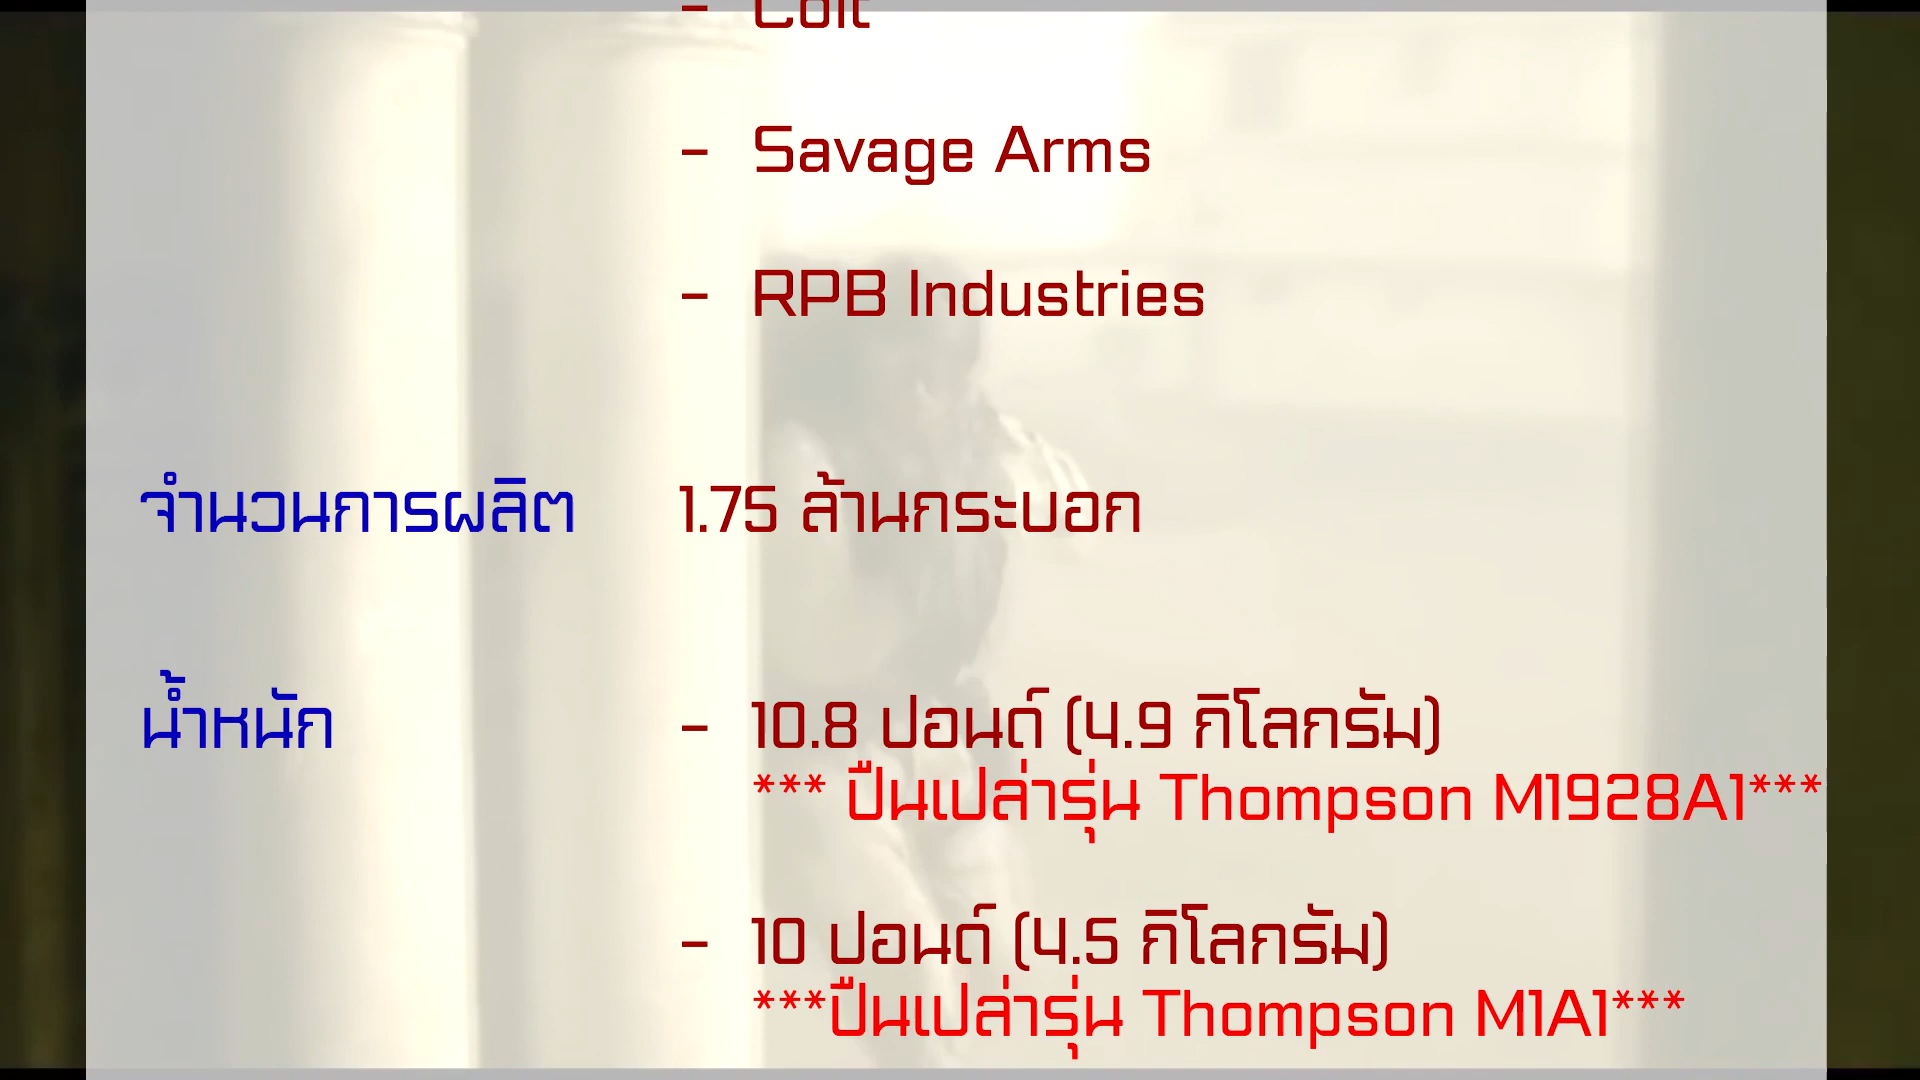 - Colt
- Savage Arms
- RPB Industries
จำนวนการผลิต 1.75 ล้านกระบอก
น้ำหนัก - 10.8 ปอนด์ (4.9 กิโลกรัม)
*** ปืนเปล่ารุ่น Thompson M1928A1***
- 10 ปอนด์ (4.5 กิโลกรัม)
***ปืนเปล่ารุ่น Thompson M1A1***